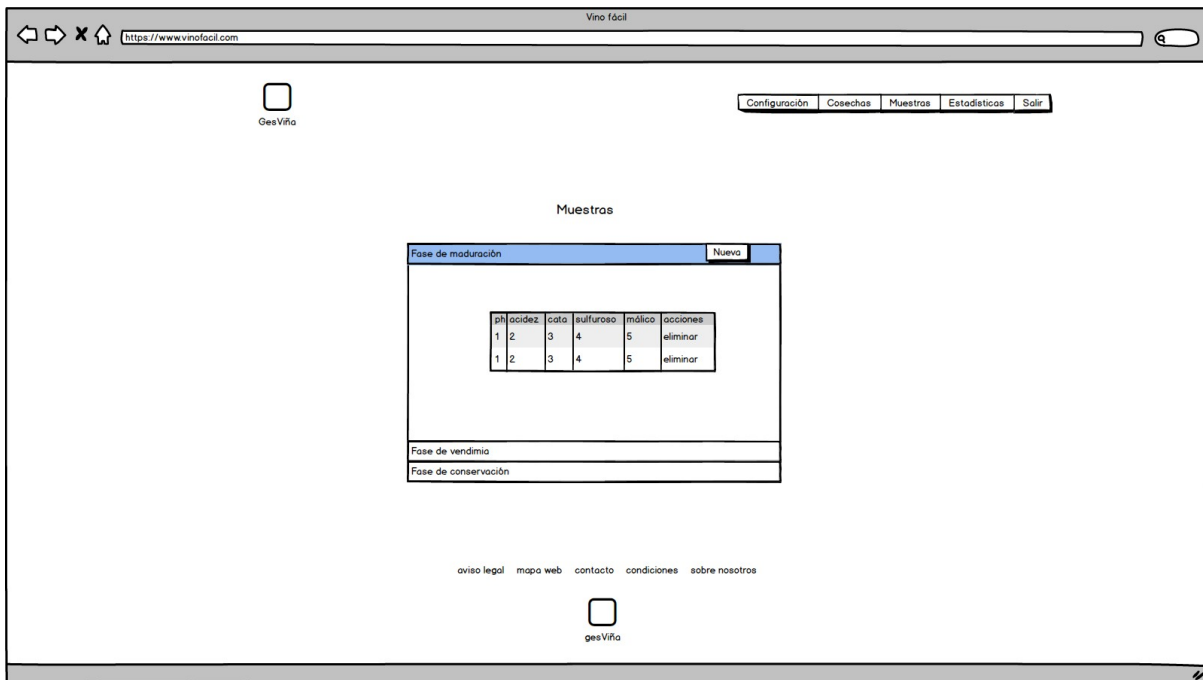 Vino fácil
https://www.vinofacil.com
GesViña
Configuración Cosechas Muestras Estadísticas Salir
Muestras
Fase de maduración Nueva
ph acidez cata sulfuroso málico acciones
1 2 3 4 5 eliminar
1 2 3 4 5 eliminar
Fase de vendimia
Fase de conservación
aviso legal mapa web contacto condiciones sobre nosotros
gesViña